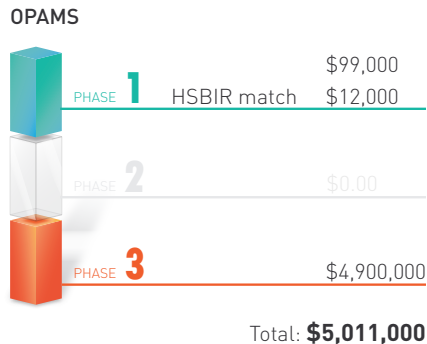 OPAMS
$99,000
PHASE 1 HSBIR match $12,000
PHASE 2 $0.00
PHASE 3 $4,900,000
Total: $5,011,000